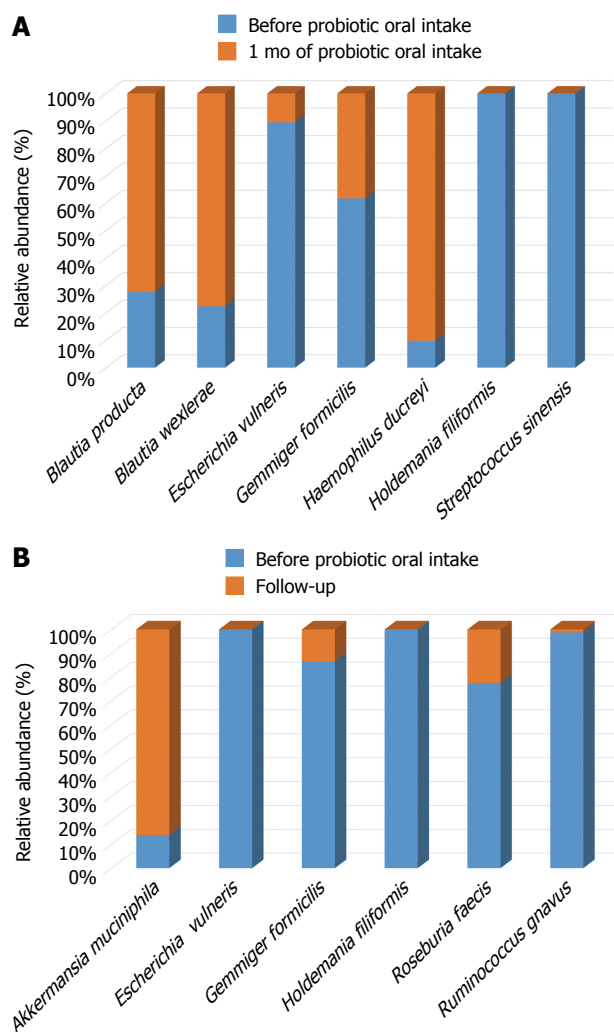 A
Before probiotic oral intake
1 mo of probiotic oral intake
Relative abundance (%)
100%
90%
80%
70%
60%
50%
40%
30%
20%
10%
0%
Blautia producta
Blautia wexlerae
Escherichia vulneris
Gemmiger formicilis
Haemophilus ducreyi
Holdemania filiformis
Streptococcus sinensis
B
Before probiotic oral intake
Follow-up
Relative abundance (%)
100%
90%
80%
70%
60%
50%
40%
30%
20%
10%
0%
Akkermansia muciniphila
Escherichia vulneris
Gemmiger formicilis
Holdemania filiformis
Roseburia faecis
Ruminococcus gnavus